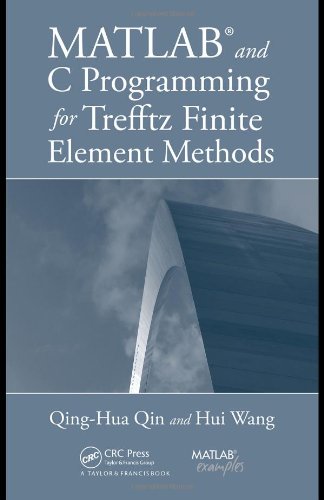 MATLAB® and
C Programming
for Trefftz Finite
Element Methods
Qing-Hua Qin and Hui Wang
CRC
CRC Press
Taylor & Francis Group
A TAYLOR & FRANCIS BOOK
MATLAB®
examples